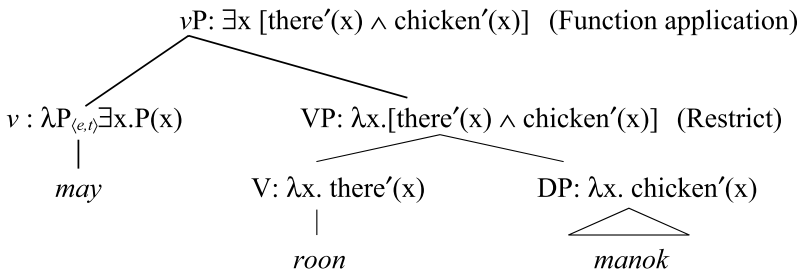 vP: ∃x [there′(x) ∧ chicken′(x)] (Function application)
v : λP⟨e,t⟩∃x.P(x) VP: λx.[there′(x) ∧ chicken′(x)] (Restrict)
may V: λx. there′(x) DP: λx. chicken′(x)
roon manok